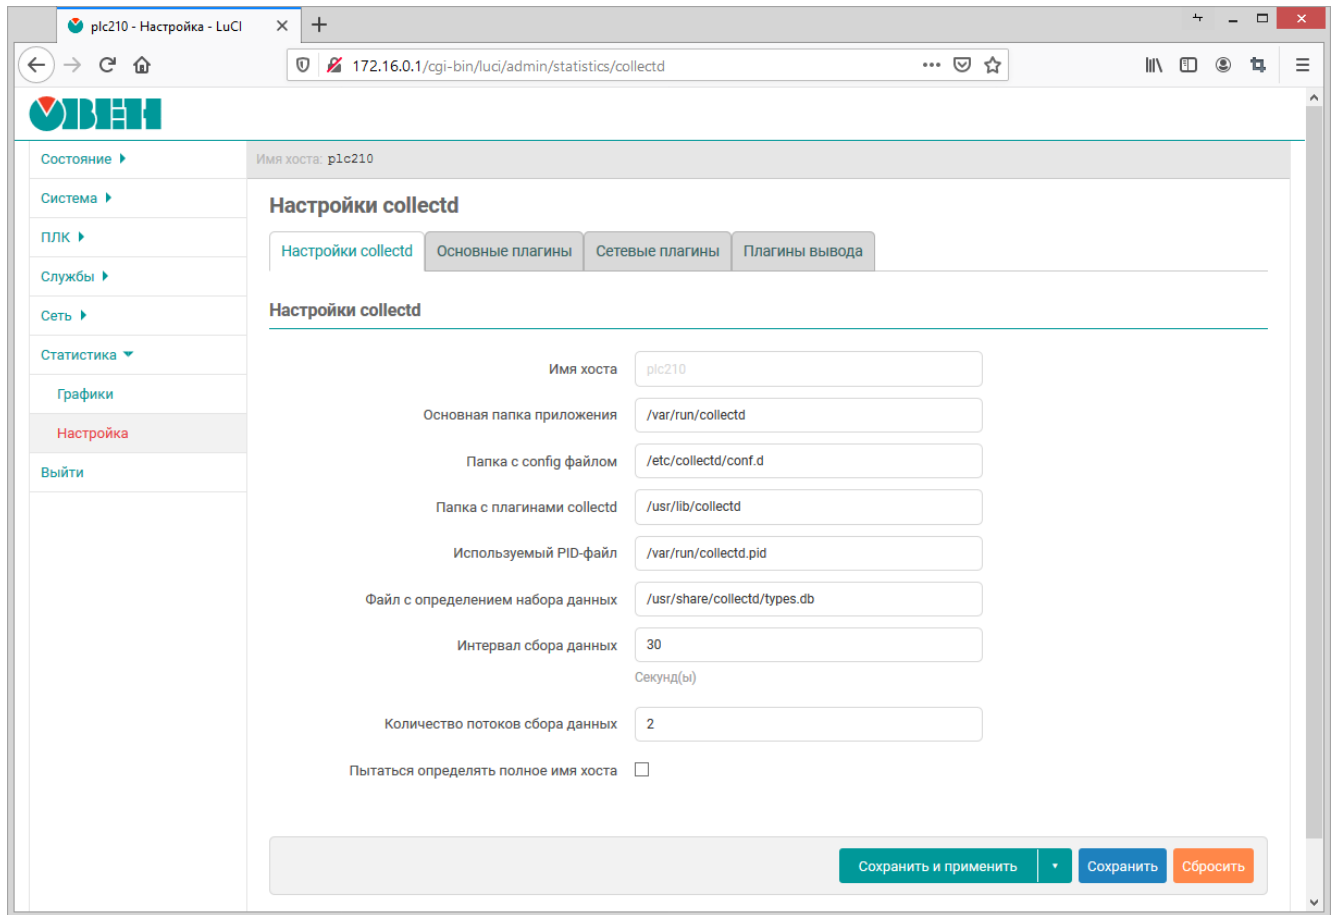 plc210 - Настройка - LuCI
172.16.0.1/cgi-bin/luci/admin/statistics/collectd
ОВЕН
Состояние
Имя хоста: plc210
Система
ПЛК
Службы
Сеть
Статистика
Графики
Настройка
Выйти
Настройки collectd
Настройки collectd Основные плагины Сетевые плагины Плагины вывода
Настройки collectd
Имя хоста plc210
Основная папка приложения /var/run/collectd
Папка с config файлом /etc/collectd/conf.d
Папка с плагинами collectd /usr/lib/collectd
Используемый PID-файл /var/run/collectd.pid
Файл с определением набора данных /usr/share/collectd/types.db
Интервал сбора данных 30
Секунд(ы)
Количество потоков сбора данных 2
Пытаться определять полное имя хоста
Сохранить и применить Сохранить Сбросить